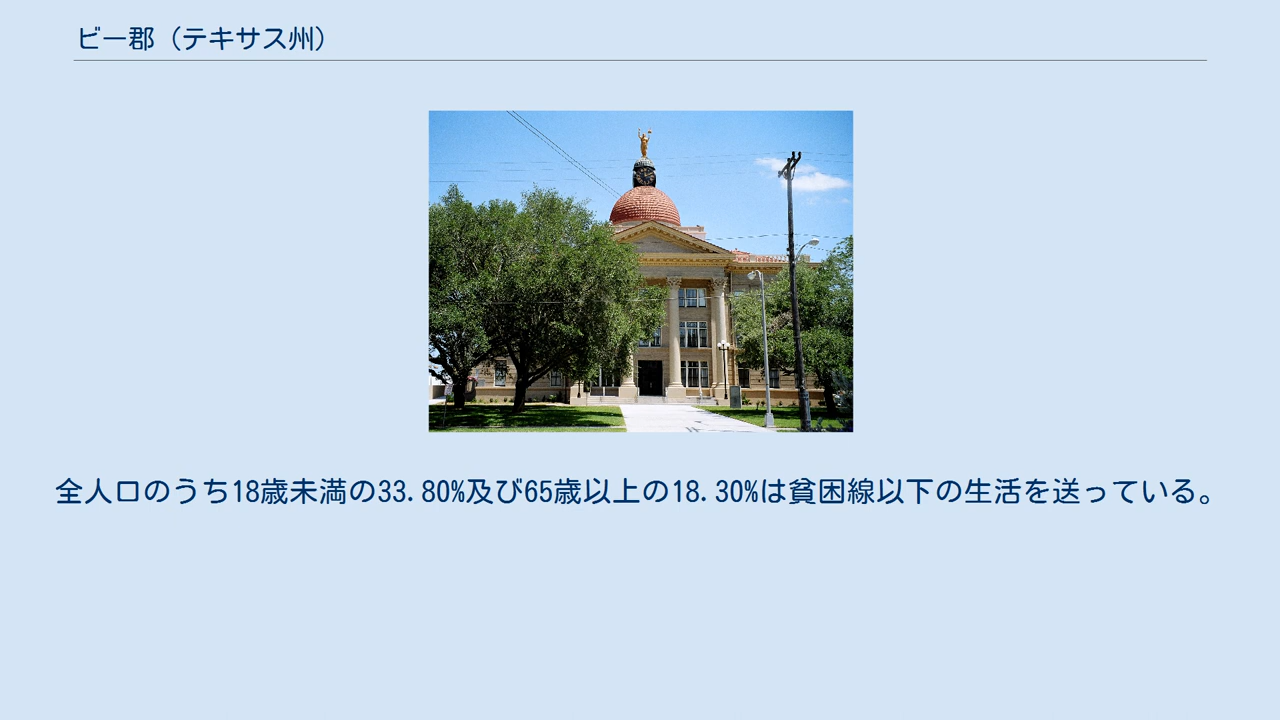 ビー郡（テキサス州）
全人口のうち18歳未満の33.80%及び65歳以上の18.30%は貧困線以下の生活を送っている。